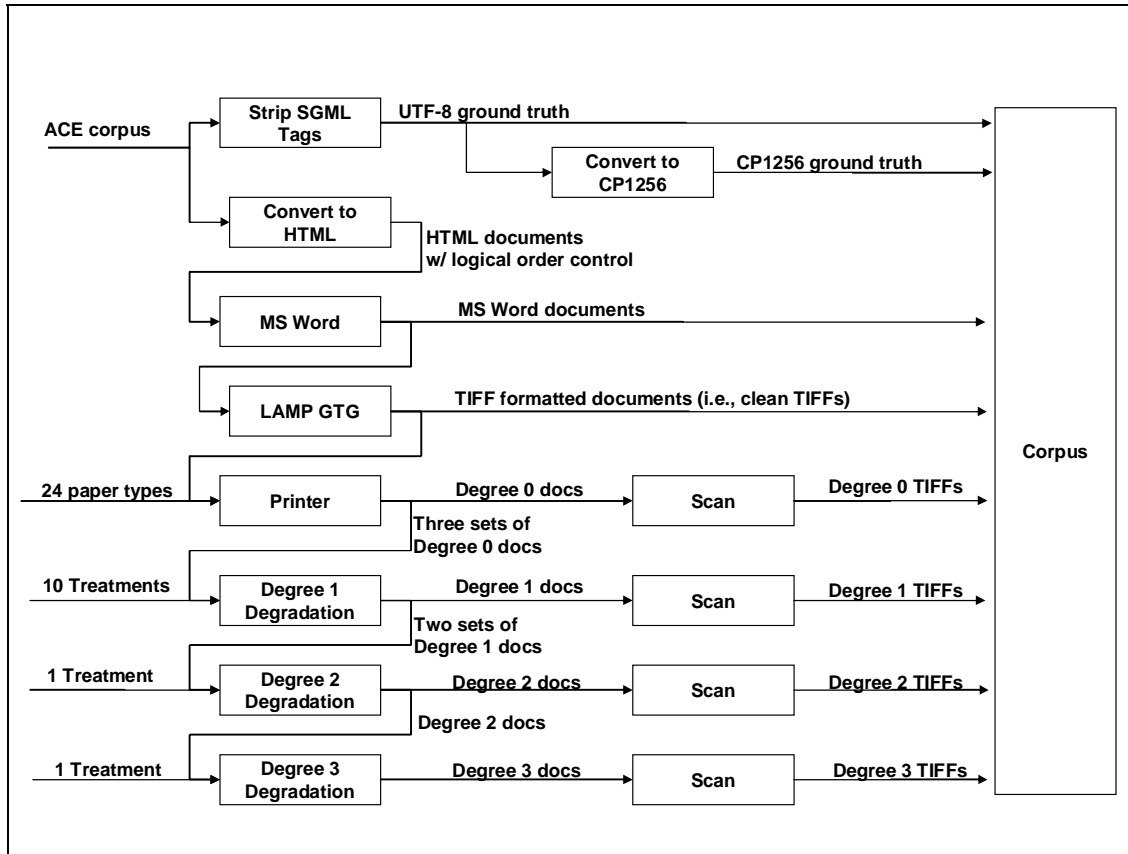 Strip SGML
Tags
UTF-8 ground truth
ACE corpus
Convert to
CP1256
CP1256 ground truth
Convert to
HTML
HTML documents
w/ logical order control
MS Word
MS Word documents
LAMP GTG
TIFF formatted documents (i.e., clean TIFFs)
Corpus
24 paper types
Printer
Degree 0 docs
Scan
Degree 0 TIFFs
Three sets of
Degree 0 docs
10 Treatments
Degree 1
Degradation
Degree 1 docs
Scan
Degree 1 TIFFs
Two sets of
Degree 1 docs
1 Treatment
Degree 2
Degradation
Degree 2 docs
Scan
Degree 2 TIFFs
Degree 2 docs
1 Treatment
Degree 3
Degradation
Degree 3 docs
Scan
Degree 3 TIFFs